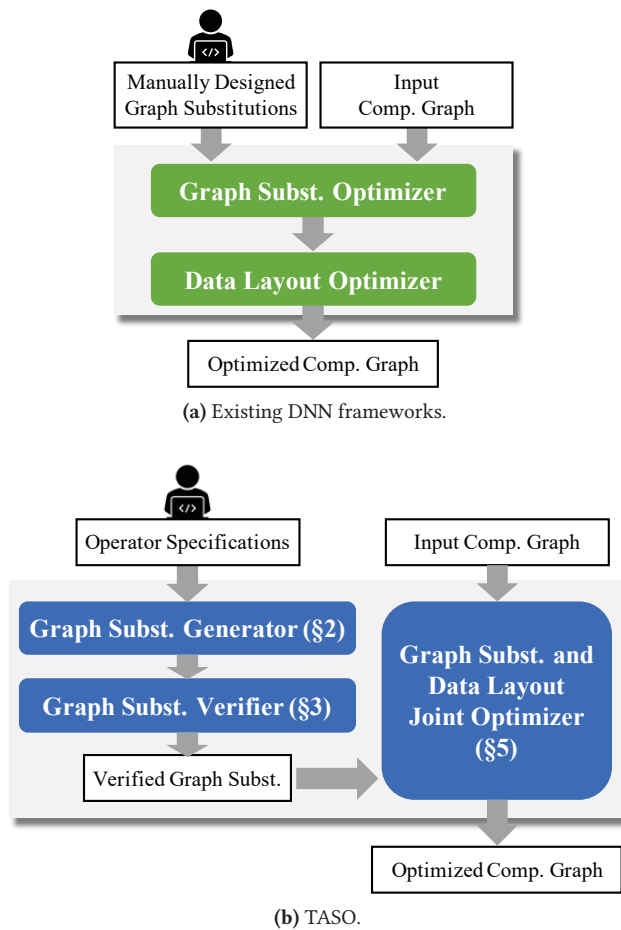 </>
Manually Designed
Graph Substitutions
Input
Comp. Graph
Graph Subst. Optimizer
Data Layout Optimizer
Optimized Comp. Graph
(a) Existing DNN frameworks.
</>
Operator Specifications
Input Comp. Graph
Graph Subst. Generator (§2)
Graph Subst. Verifier (§3)
Verified Graph Subst.
Graph Subst. and
Data Layout
Joint Optimizer
(§5)
Optimized Comp. Graph
(b) TASO.